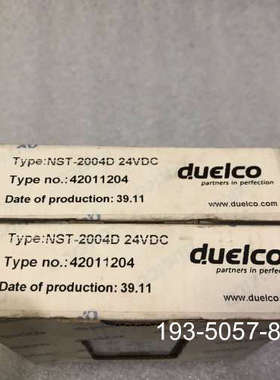 Type:NST-2004D 24VDC
Type no.:42011204
Date of production: 39.11
duelco
partners in perfection
www.duelco.com
Type:NST-2004D 24VDC
Type no.:42011204
Date of production: 39.11
duelco
partners in perfection
www.duelco.com
193-5057-8